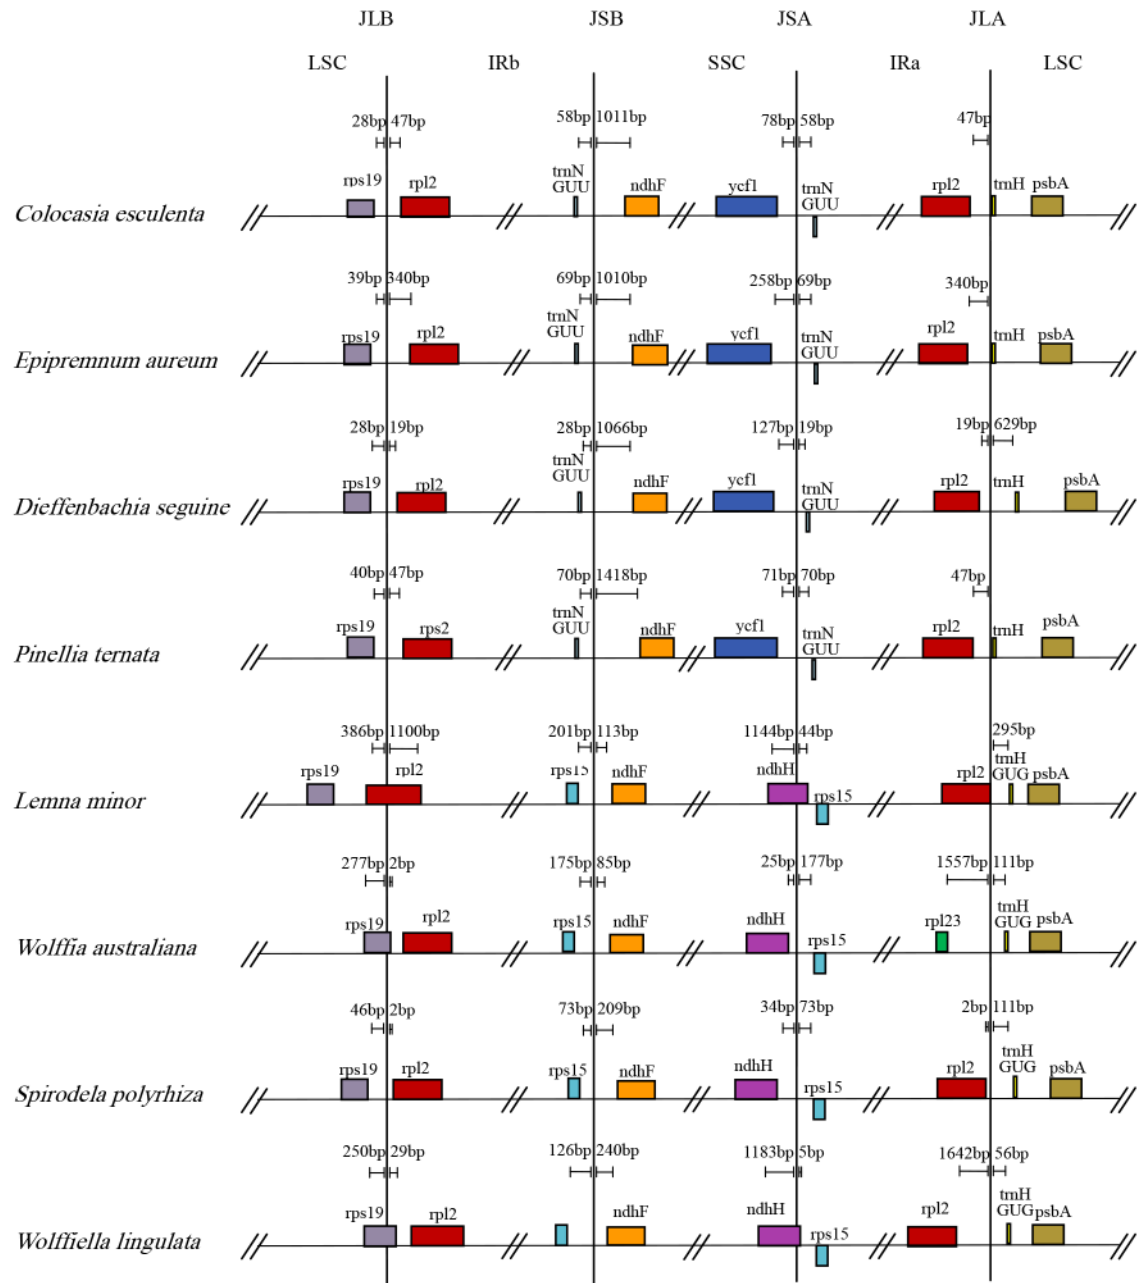 JLB JSB JSA JLA
LSC IRb SSC IRa LSC
28bp 47bp 58bp 1011bp 78bp 58bp 47bp
rps19 rpl2 trnN GUU ndhF ycf1 trnN GUU rpl2 trnH psbA
Colocasia esculenta
39bp 340bp 69bp 1010bp 258bp 69bp 340bp
rps19 rpl2 trnN GUU ndhF ycf1 trnN GUU rpl2 trnH psbA
Epipremnum aureum
28bp 19bp 28bp 1066bp 127bp 19bp 19bp 629bp
rps19 rpl2 trnN GUU ndhF ycf1 trnN GUU rpl2 trnH psbA
Dieffenbachia seguine
40bp 47bp 70bp 1418bp 71bp 70bp 47bp
rps19 rps2 trnN GUU ndhF ycf1 trnN GUU rpl2 trnH psbA
Pinellia ternata
386bp 1100bp 201bp 113bp 1144bp 44bp 295bp
rps19 rpl2 rps15 ndhF ndhH rps15 rpl2 trnH GUG psbA
Lemna minor
277bp 2bp 175bp 85bp 25bp 177bp 1557bp 111bp
rps19 rpl2 rps15 ndhF ndhH rps15 rpl23 trnH GUG psbA
Wolffia australiana
46bp 2bp 73bp 209bp 34bp 73bp 2bp 111bp
rps19 rpl2 rps15 ndhF ndhH rps15 rpl2 trnH GUG psbA
Spirodela polyrhiza
250bp 29bp 126bp 240bp 1183bp 5bp 1642bp 56bp
rps19 rpl2 ndhF ndhH rps15 rpl2 trnH GUG psbA
Wolffiella lingulata